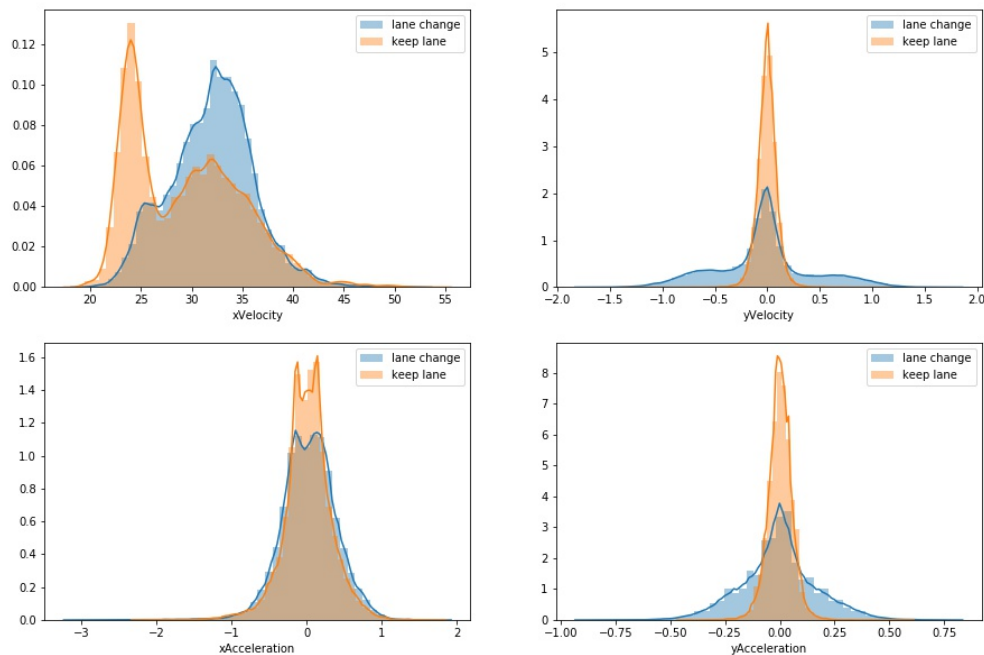 lane change
keep lane
0.12
0.10
0.08
0.06
0.04
0.02
0.00
20 25 30 35 40 45 50 55
xVelocity
lane change
keep lane
5
4
3
2
1
0
−2.0 −1.5 −1.0 −0.5 0.0 0.5 1.0 1.5 2.0
yVelocity
lane change
keep lane
1.6
1.4
1.2
1.0
0.8
0.6
0.4
0.2
0.0
−3 −2 −1 0 1 2
xAcceleration
lane change
keep lane
8
7
6
5
4
3
2
1
0
−1.00 −0.75 −0.50 −0.25 0.00 0.25 0.50 0.75
yAcceleration